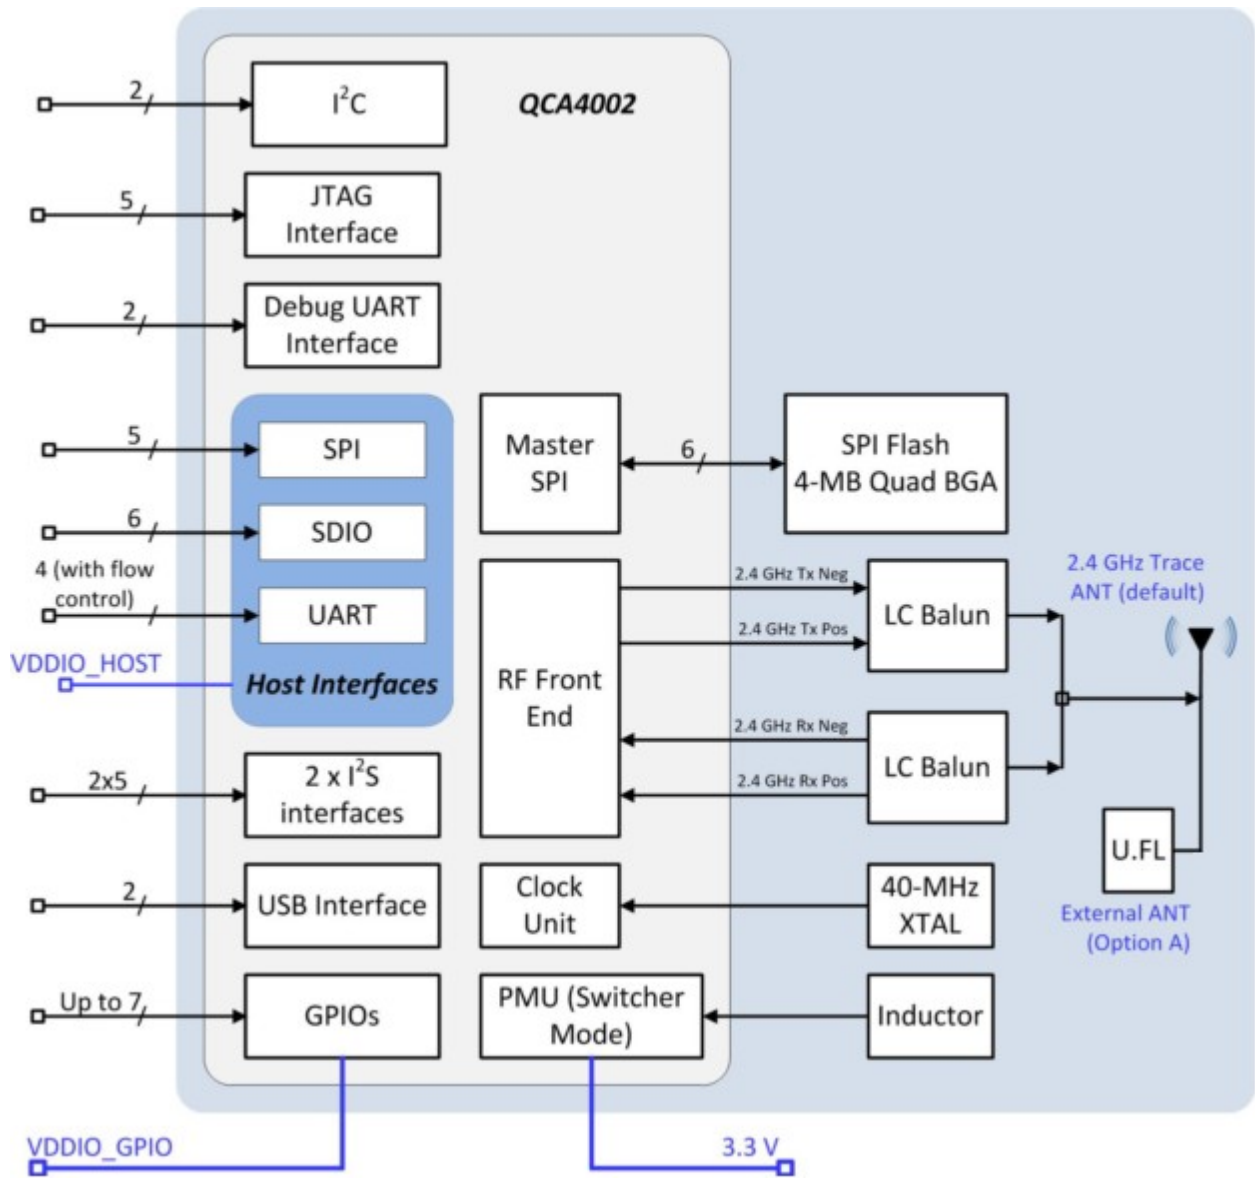 2
I²C
QCA4002
5
JTAG
Interface
2
Debug UART
Interface
5
SPI
6
SDIO
4 (with flow
control)
UART
VDDIO_HOST
Host Interfaces
Master
SPI
6
SPI Flash
4-MB Quad BGA
RF Front
End
2.4 GHz Tx Neg
2.4 GHz Tx Pos
LC Balun
2.4 GHz Trace
ANT (default)
2.4 GHz Rx Neg
2.4 GHz Rx Pos
LC Balun
U.FL
External ANT
(Option A)
2x5
2 x I²S
interfaces
2
USB Interface
Clock
Unit
40-MHz
XTAL
Up to 7
GPIOs
PMU (Switcher
Mode)
Inductor
VDDIO_GPIO
3.3 V